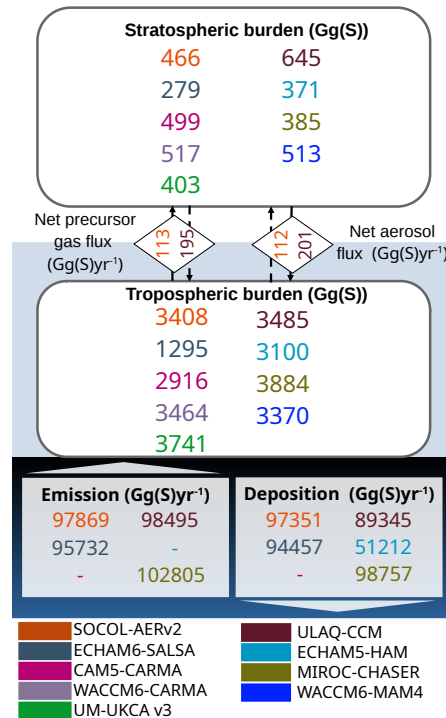 Stratospheric burden (Gg(S))
466 645
279 371
499 385
517 513
403
Net precursor
gas flux
(Gg(S)yr⁻¹)
113
195
112
201
Net aerosol
flux (Gg(S)yr⁻¹)
Tropospheric burden (Gg(S))
3408 3485
1295 3100
2916 3884
3464 3370
3741
Emission (Gg(S)yr⁻¹)
97869 98495
95732 -
- 102805
Deposition (Gg(S)yr⁻¹)
97351 89345
94457 51212
- 98757
SOCOL-AERv2
ECHAM6-SALSA
CAM5-CARMA
WACCM6-CARMA
UM-UKCA v3
ULAQ-CCM
ECHAM5-HAM
MIROC-CHASER
WACCM6-MAM4